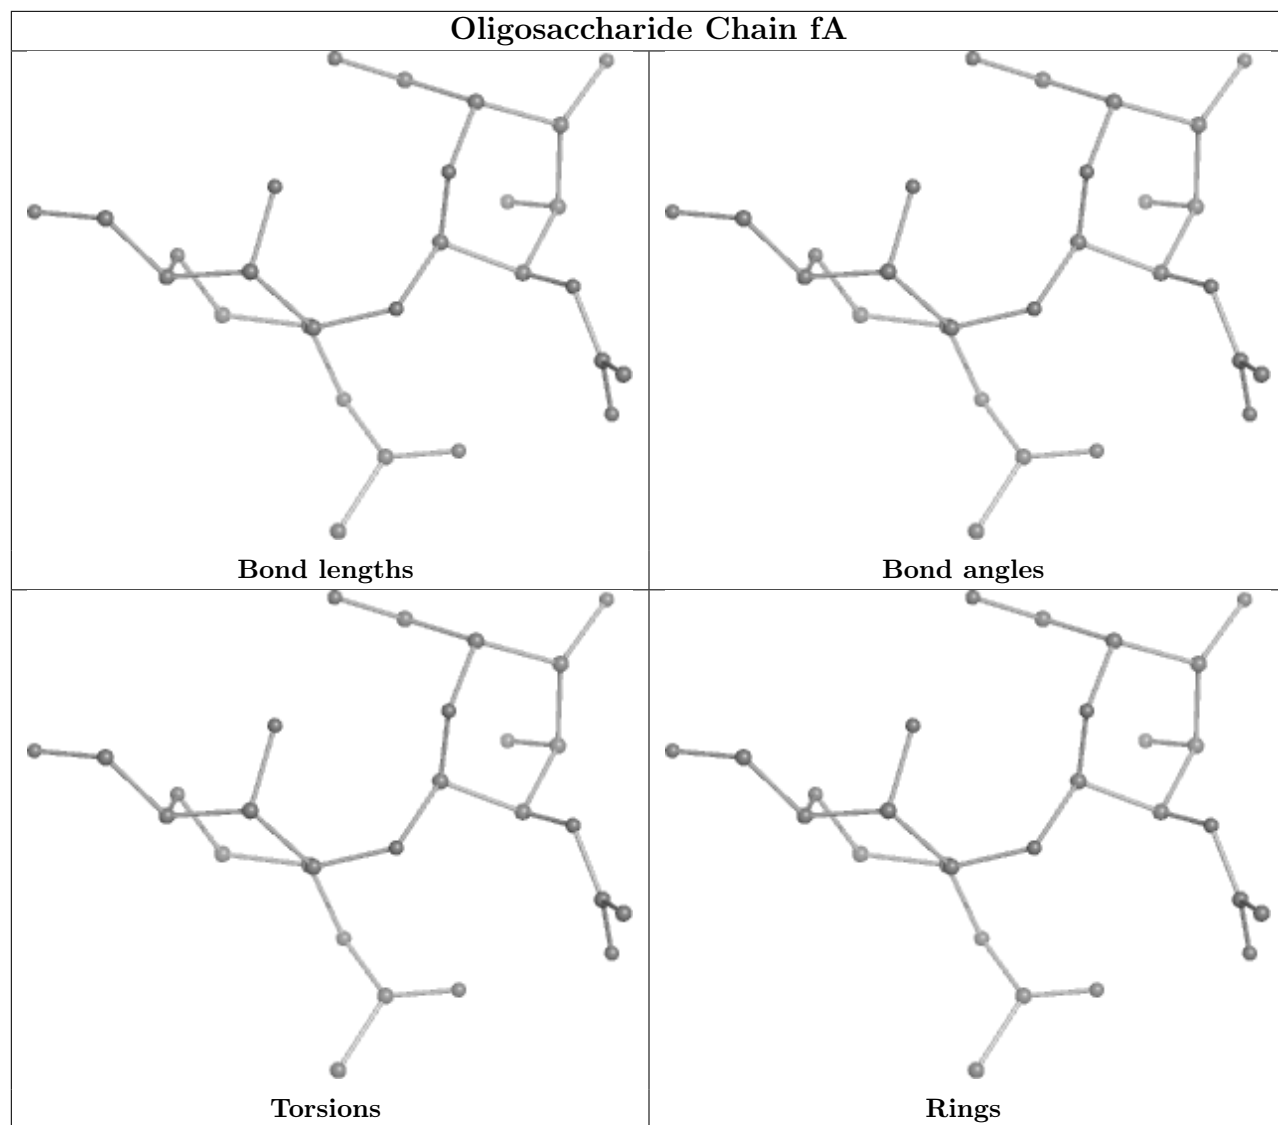 Oligosaccharide Chain fA
Bond lengths
Bond angles
Torsions
Rings